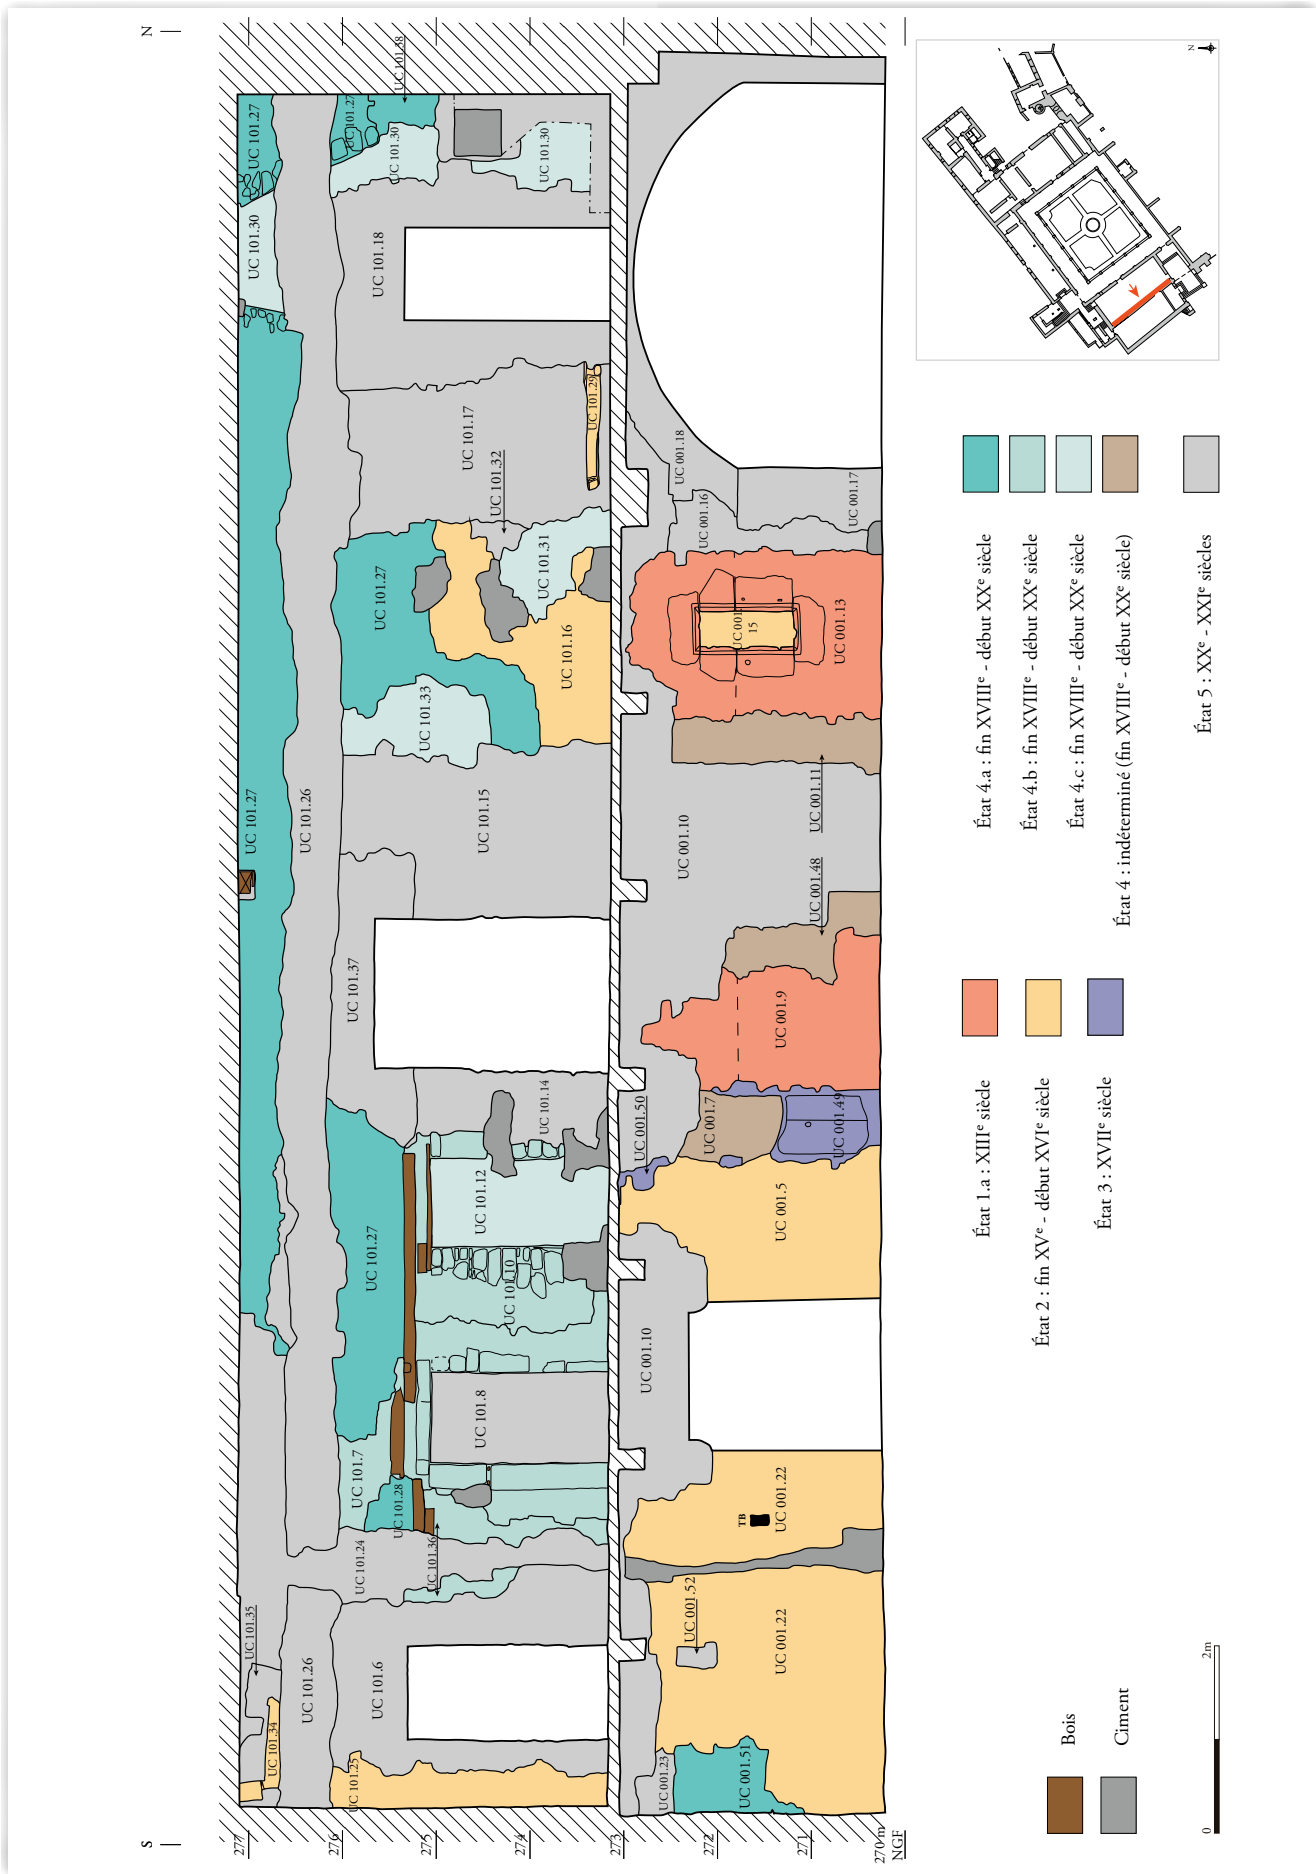 S
N
277
276
275
274
273
272
271
270 m
NGF
UC 101.35
UC 101.34
UC 101.26
UC 101.6
UC 101.25
UC 101.24
UC 101.36
UC 101.28
UC 101.7
UC 101.8
UC 101.10
UC 101.12
UC 101.14
UC 101.27
UC 101.37
UC 101.27
UC 101.26
UC 101.15
UC 101.33
UC 101.27
UC 101.16
UC 101.31
UC 101.32
UC 101.17
UC 101.29
UC 101.18
UC 101.30
UC 101.27
UC 101.27
UC 101.38
UC 101.30
UC 101.30
UC 001.23
UC 001.51
UC 001.52
UC 001.22
TB
UC 001.22
UC 001.10
UC 001.5
UC 001.50
UC 001.7
UC 001.49
UC 001.9
UC 001.48
UC 001.10
UC 001.11
UC 001.13
UC 001
15
UC 001.16
UC 001.18
UC 001.17
N
Bois
Ciment
0
2m
État 1.a : XIIIe siècle
État 2 : fin XVe - début XVIe siècle
État 3 : XVIIe siècle
État 4.a : fin XVIIIe - début XXe siècle
État 4.b : fin XVIIIe - début XXe siècle
État 4.c : fin XVIIIe - début XXe siècle
État 4 : indéterminé (fin XVIIIe - début XXe siècle)
État 5 : XXe - XXIe siècles